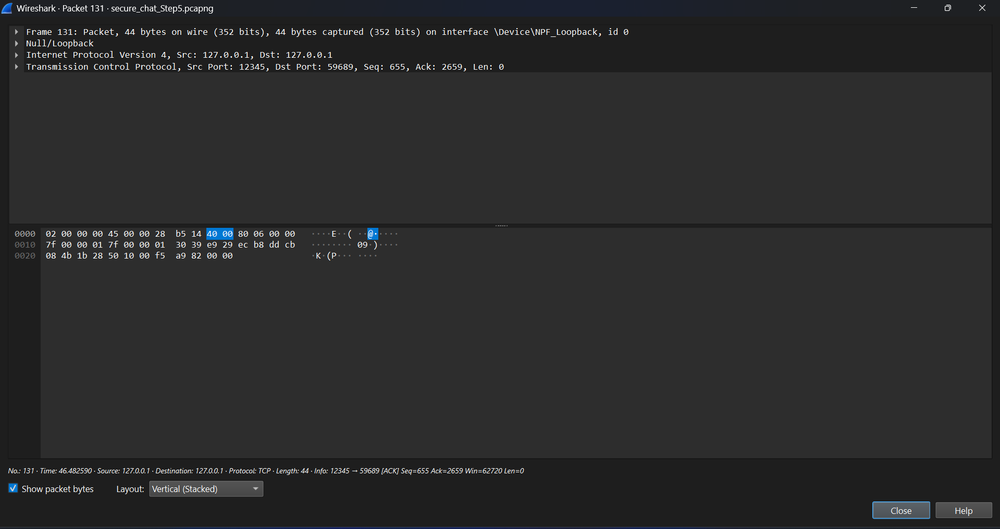 Wireshark · Packet 131 · secure_chat_Step5.pcapng
Frame 131: Packet, 44 bytes on wire (352 bits), 44 bytes captured (352 bits) on interface \Device\NPF_Loopback, id 0
Null/Loopback
Internet Protocol Version 4, Src: 127.0.0.1, Dst: 127.0.0.1
Transmission Control Protocol, Src Port: 12345, Dst Port: 59689, Seq: 655, Ack: 2659, Len: 0
0000 02 00 00 00 45 00 00 28 b5 14 40 00 80 06 00 00 ····E··( ··@·····
0010 7f 00 00 01 7f 00 00 01 30 39 e9 29 ec b8 dd cb ········ 09·)····
0020 08 4b 1b 28 50 10 00 f5 a9 82 00 00 ·K·(P··· ····
No.: 131 · Time: 46.482590 · Source: 127.0.0.1 · Destination: 127.0.0.1 · Protocol: TCP · Length: 44 · Info: 12345 → 59689 [ACK] Seq=655 Ack=2659 Win=62720 Len=0
Show packet bytes Layout: Vertical (Stacked)
Close Help